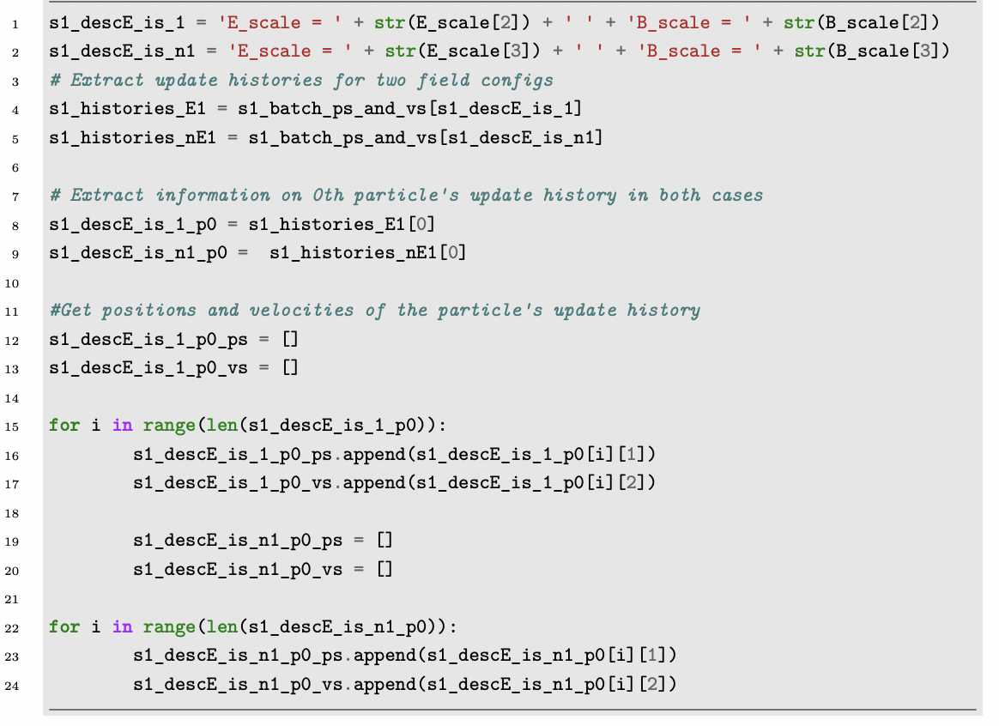 1 s1_descE_is_1 = 'E_scale = ' + str(E_scale[2]) + ' ' + 'B_scale = ' + str(B_scale[2])
2 s1_descE_is_n1 = 'E_scale = ' + str(E_scale[3]) + ' ' + 'B_scale = ' + str(B_scale[3])
3 # Extract update histories for two field configs
4 s1_histories_E1 = s1_batch_ps_and_vs[s1_descE_is_1]
5 s1_histories_nE1 = s1_batch_ps_and_vs[s1_descE_is_n1]
6
7 # Extract information on 0th particle's update history in both cases
8 s1_descE_is_1_p0 = s1_histories_E1[0]
9 s1_descE_is_n1_p0 =  s1_histories_nE1[0]
10
11 #Get positions and velocities of the particle's update history
12 s1_descE_is_1_p0_ps = []
13 s1_descE_is_1_p0_vs = []
14
15 for i in range(len(s1_descE_is_1_p0)):
16         s1_descE_is_1_p0_ps.append(s1_descE_is_1_p0[i][1])
17         s1_descE_is_1_p0_vs.append(s1_descE_is_1_p0[i][2])
18
19         s1_descE_is_n1_p0_ps = []
20         s1_descE_is_n1_p0_vs = []
21
22 for i in range(len(s1_descE_is_n1_p0)):
23         s1_descE_is_n1_p0_ps.append(s1_descE_is_n1_p0[i][1])
24         s1_descE_is_n1_p0_vs.append(s1_descE_is_n1_p0[i][2])